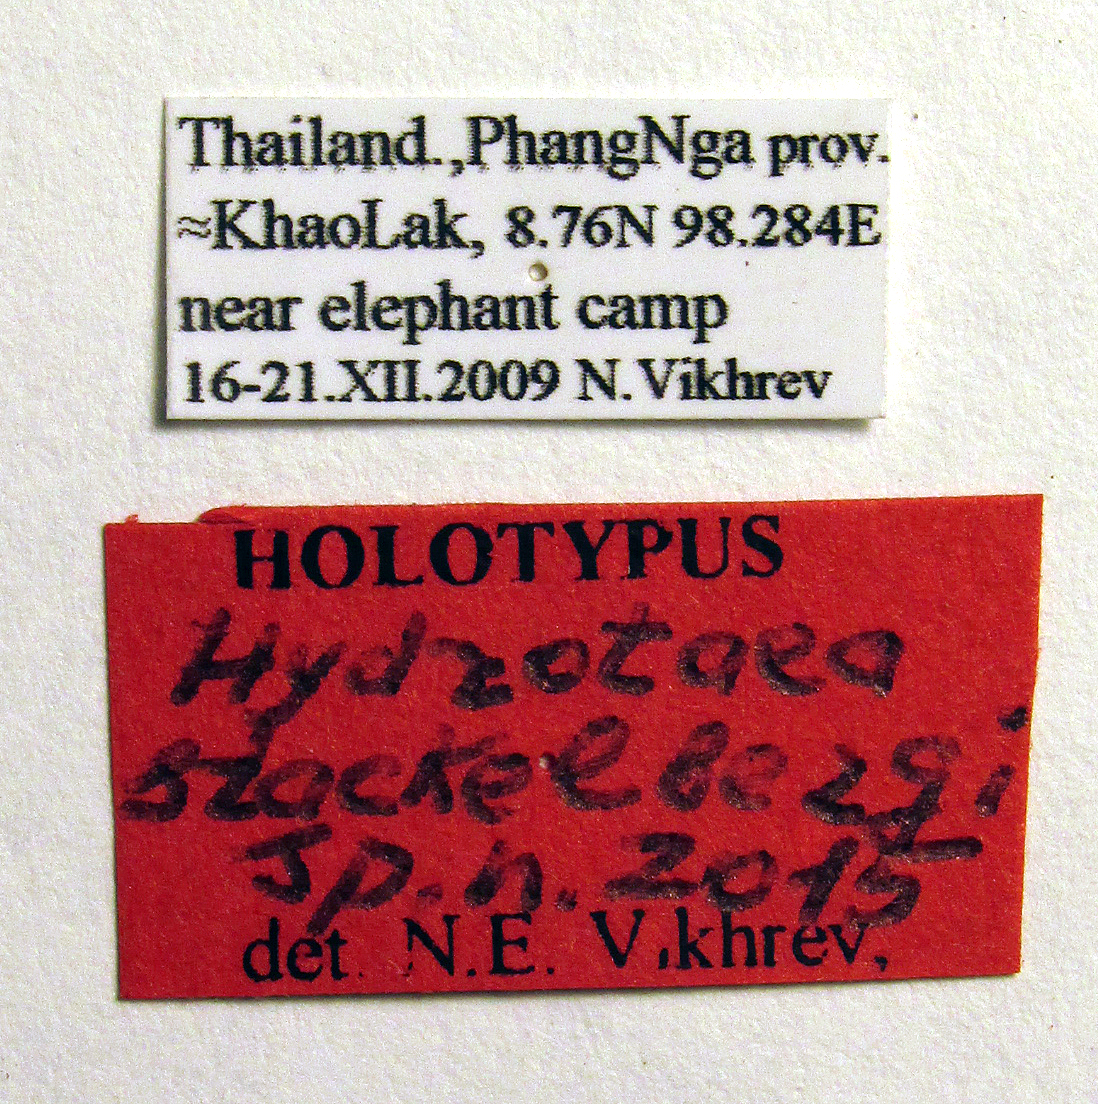 Thailand.,PhangNga prov.
≈KhaoLak, 8.76N 98.284E
near elephant camp
16-21.XII.2009 N. Vikhrev
HOLOTYPUS
Hydrotaea
stackelbergi
sp.n. 2015
det. N.E. Vikhrev,